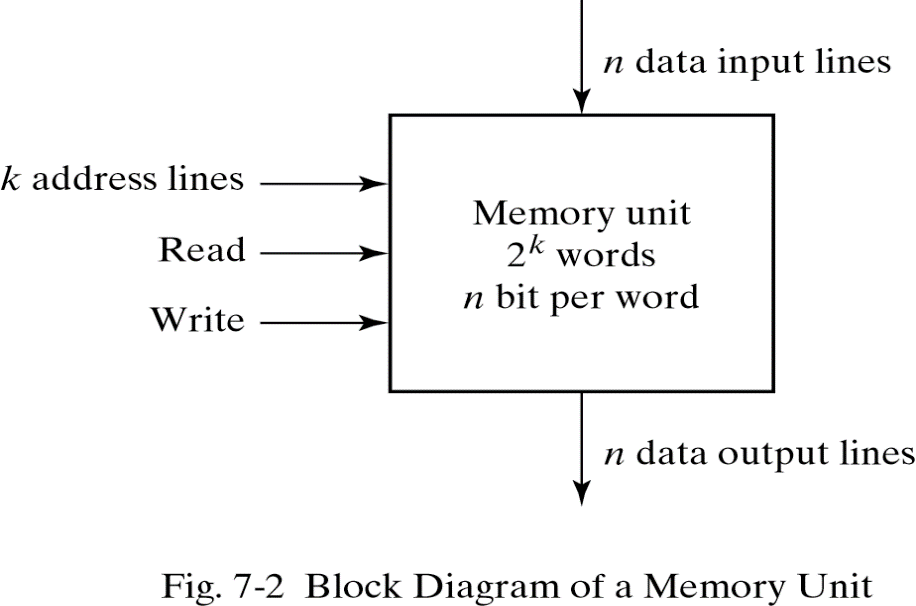 n data input lines
k address lines
Read
Write
Memory unit
2^k words
n bit per word
n data output lines
Fig. 7-2 Block Diagram of a Memory Unit